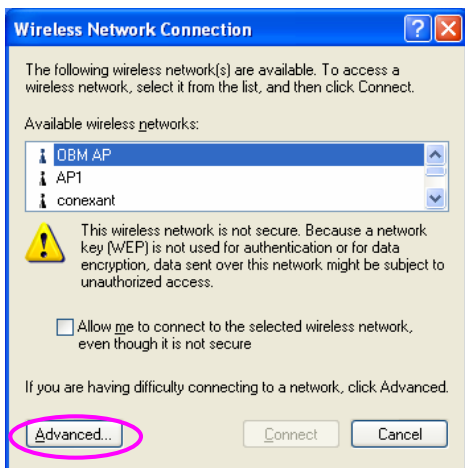 Wireless Network Connection
The following wireless network(s) are available. To access a
wireless network, select it from the list, and then click Connect.
Available wireless networks:
OBM AP
AP1
conexant
This wireless network is not secure. Because a network
key (WEP) is not used for authentication or for data
encryption, data sent over this network might be subject to
unauthorized access.
Allow me to connect to the selected wireless network,
even though it is not secure
If you are having difficulty connecting to a network, click Advanced.
Advanced...
Connect
Cancel